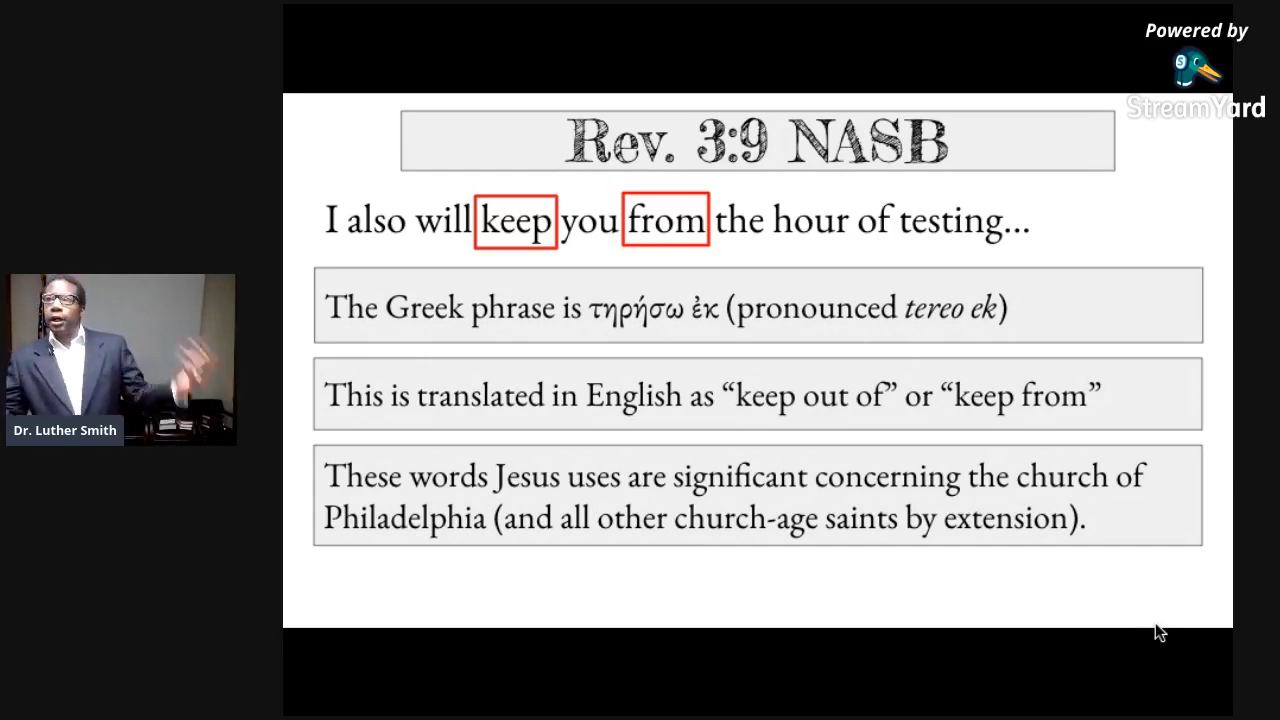 Powered by
StreamYard
Rev. 3:9 NASB
I also will keep you from the hour of testing...
The Greek phrase is τηρήσω ἐκ (pronounced tereo ek)
This is translated in English as “keep out of” or “keep from”
These words Jesus uses are significant concerning the church of
Philadelphia (and all other church-age saints by extension).
Dr. Luther Smith